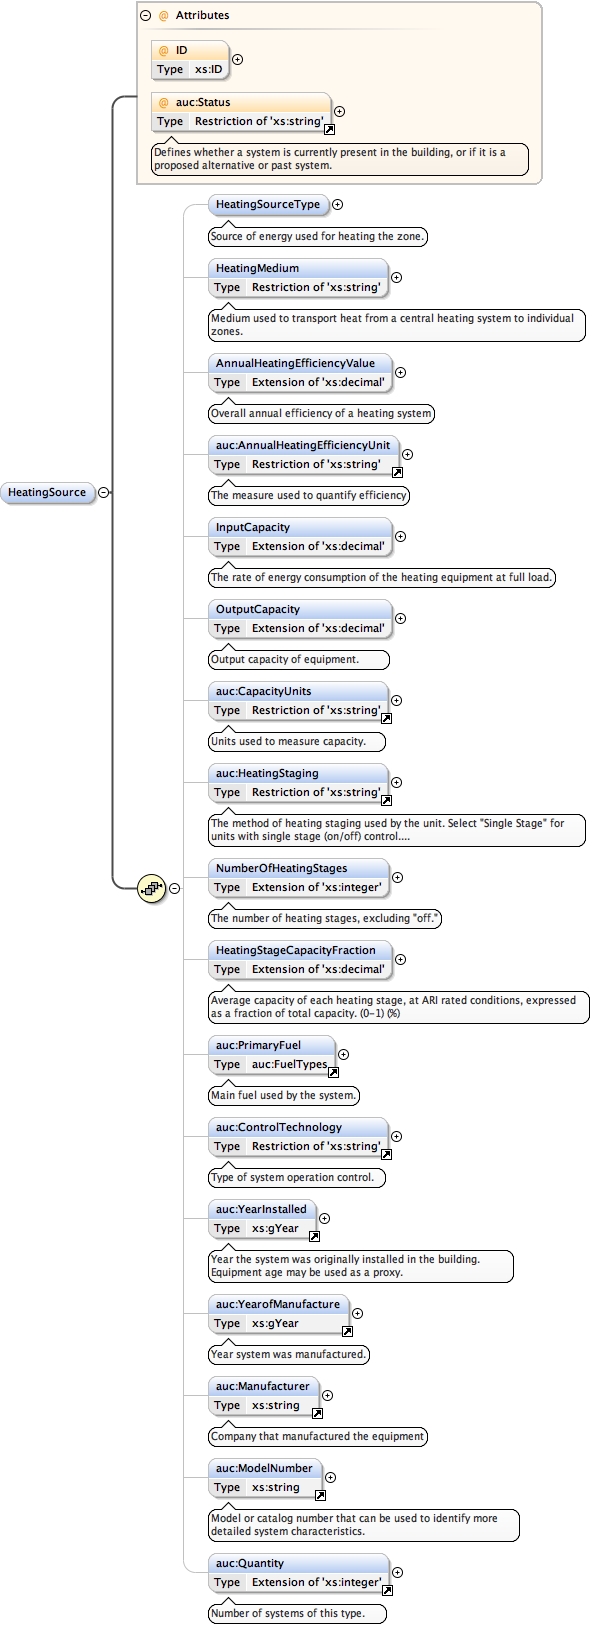 Attributes
@ ID
Type xs:ID
@ auc:Status
Type Restriction of 'xs:string'
Defines whether a system is currently present in the building, or if it is a
proposed alternative or past system.
HeatingSourceType
Source of energy used for heating the zone.
HeatingMedium
Type Restriction of 'xs:string'
Medium used to transport heat from a central heating system to individual
zones.
AnnualHeatingEfficiencyValue
Type Extension of 'xs:decimal'
Overall annual efficiency of a heating system
auc:AnnualHeatingEfficiencyUnit
Type Restriction of 'xs:string'
The measure used to quantify efficiency
HeatingSource
InputCapacity
Type Extension of 'xs:decimal'
The rate of energy consumption of the heating equipment at full load.
OutputCapacity
Type Extension of 'xs:decimal'
Output capacity of equipment.
auc:CapacityUnits
Type Restriction of 'xs:string'
Units used to measure capacity.
auc:HeatingStaging
Type Restriction of 'xs:string'
The method of heating staging used by the unit. Select "Single Stage" for
units with single stage (on/off) control....
NumberOfHeatingStages
Type Extension of 'xs:integer'
The number of heating stages, excluding "off."
HeatingStageCapacityFraction
Type Extension of 'xs:decimal'
Average capacity of each heating stage, at ARI rated conditions, expressed
as a fraction of total capacity. (0-1) (%)
auc:PrimaryFuel
Type auc:FuelTypes
Main fuel used by the system.
auc:ControlTechnology
Type Restriction of 'xs:string'
Type of system operation control.
auc:YearInstalled
Type xs:gYear
Year the system was originally installed in the building.
Equipment age may be used as a proxy.
auc:YearofManufacture
Type xs:gYear
Year system was manufactured.
auc:Manufacturer
Type xs:string
Company that manufactured the equipment
auc:ModelNumber
Type xs:string
Model or catalog number that can be used to identify more
detailed system characteristics.
auc:Quantity
Type Extension of 'xs:integer'
Number of systems of this type.